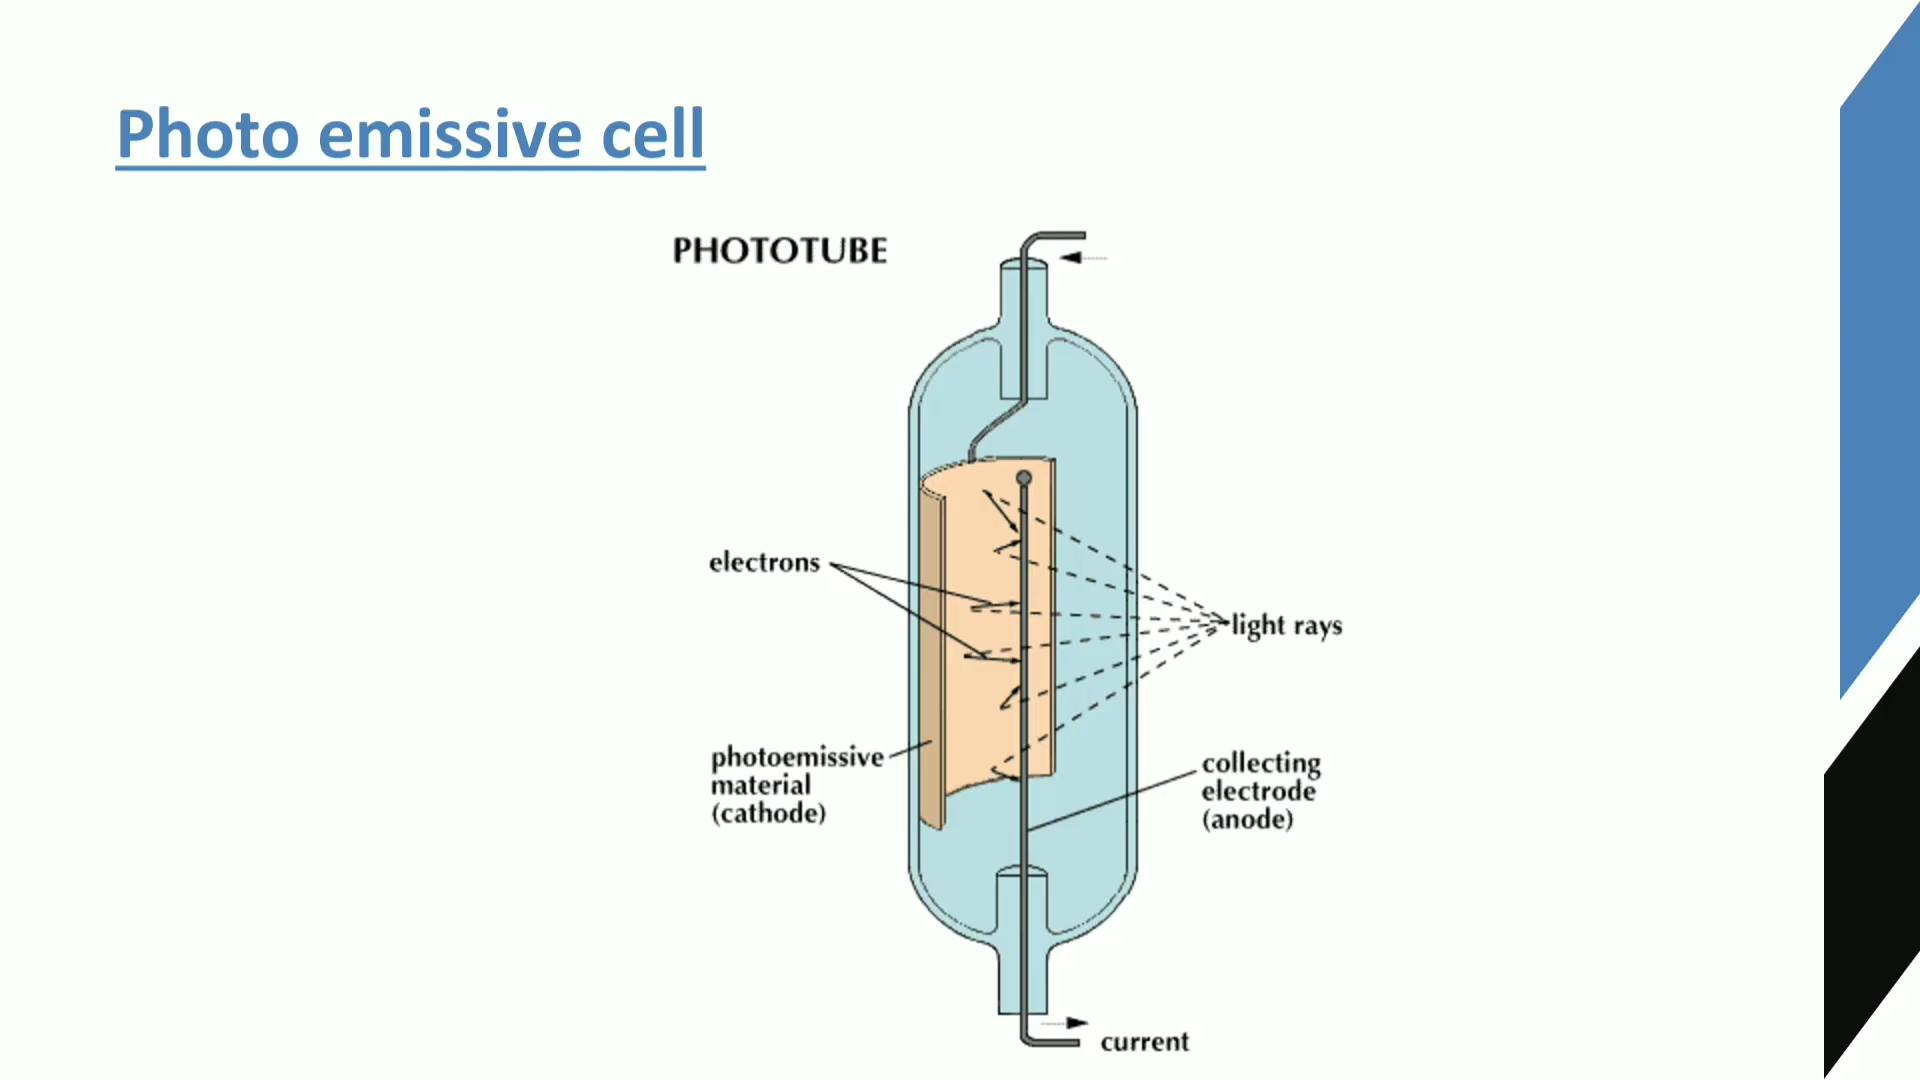 Photo emissive cell
PHOTOTUBE
electrons
light rays
photoemissive
material
(cathode)
collecting
electrode
(anode)
current